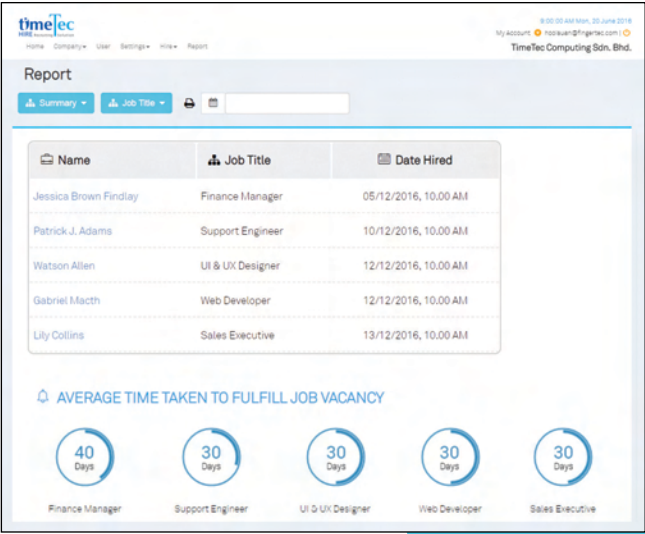 timeTec
HIRE
8:00:00 AM Mon, 20 June 2016
My Account
TimeTec Computing Sdn. Bhd.
Home Company User Settings Hire Report
Report
Summary Job Title
Name Job Title Date Hired
Jessica Brown Findlay Finance Manager 05/12/2016, 10.00 AM
Patrick J. Adams Support Engineer 10/12/2016, 10.00 AM
Watson Allen UI & UX Designer 12/12/2016, 10.00 AM
Gabriel Macth Web Developer 12/12/2016, 10.00 AM
Lily Collins Sales Executive 13/12/2016, 10.00 AM
AVERAGE TIME TAKEN TO FULFILL JOB VACANCY
40 30 30 30 30
Days Days Days Days Days
Finance Manager Support Engineer UI & UX Designer Web Developer Sales Executive